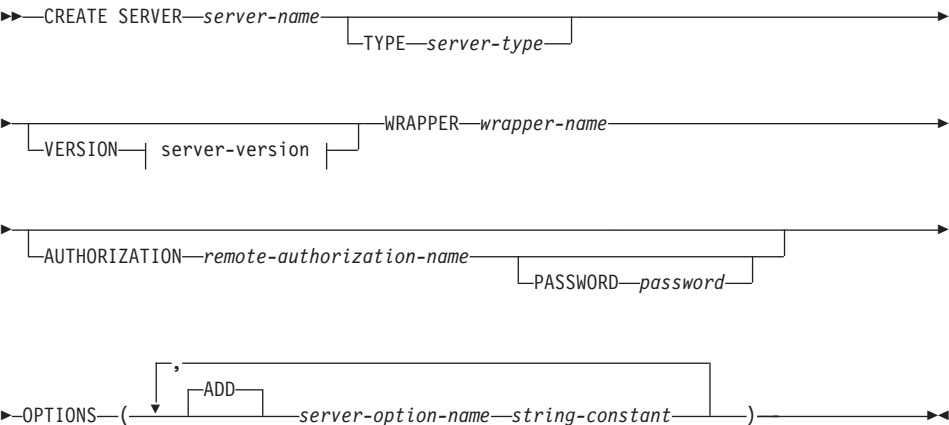 CREATE SERVER server-name
TYPE server-type
WRAPPER wrapper-name
VERSION server-version
AUTHORIZATION remote-authorization-name
PASSWORD password
,
ADD
OPTIONS ( server-option-name string-constant )